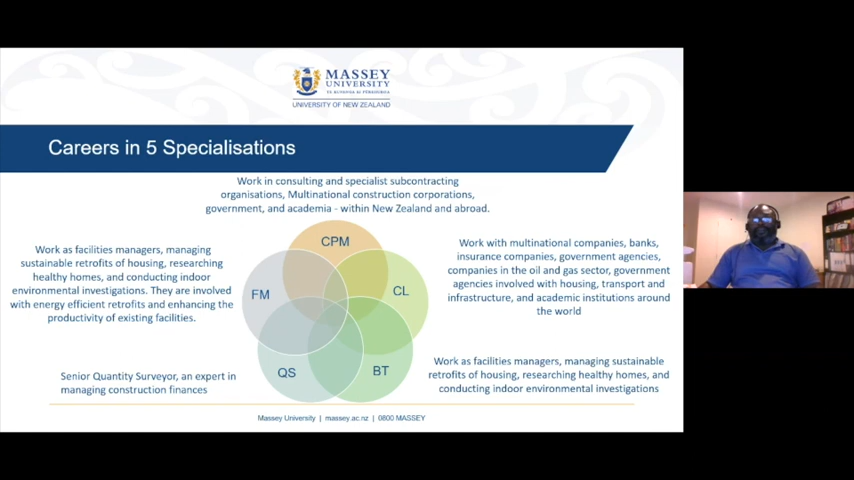 MASSEY
UNIVERSITY
TE KUNENGA KI PŪREHUROA
UNIVERSITY OF NEW ZEALAND
Careers in 5 Specialisations
Work in consulting and specialist subcontracting
organisations, Multinational construction corporations,
government, and academia - within New Zealand and abroad.
Work as facilities managers, managing
sustainable retrofits of housing, researching
healthy homes, and conducting indoor
environmental investigations. They are involved
with energy efficient retrofits and enhancing the
productivity of existing facilities.
CPM
FM
CL
QS
BT
Work with multinational companies, banks,
insurance companies, government agencies,
companies in the oil and gas sector, government
agencies involved with housing, transport and
infrastructure, and academic institutions around
the world
Senior Quantity Surveyor, an expert in
managing construction finances
Work as facilities managers, managing sustainable
retrofits of housing, researching healthy homes, and
conducting indoor environmental investigations
Massey University | massey.ac.nz | 0800 MASSEY